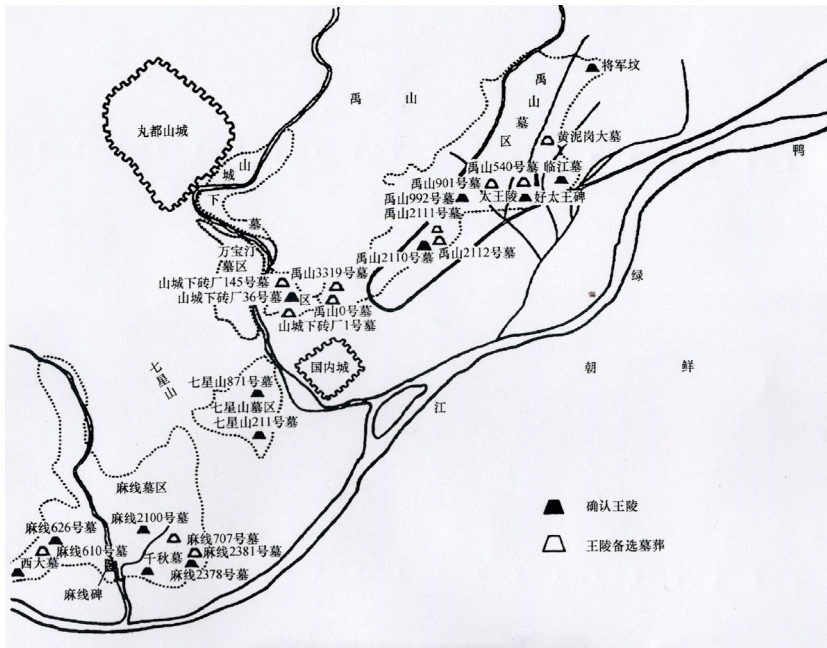 将军坟
禹
山
墓
区
禹 山
丸都山城
黄泥岗大墓
鸭
山
城
下
墓
区
禹山540号墓
临江墓
禹山901号墓
太王陵
好太王碑
禹山992号墓
禹山2111号墓
禹山2110号墓
禹山2112号墓
万宝汀
墓区
禹山3319号墓
山城下砖厂145号墓
山城下砖厂36号墓
禹山0号墓
山城下砖厂1号墓
绿
国内城
七星山
七星山871号墓
七星山墓区
七星山211号墓
朝 鲜
江
麻线墓区
麻线2100号墓
麻线626号墓
麻线707号墓
麻线610号墓
麻线2381号墓
西大墓
千秋墓
麻线2378号墓
麻线碑
确认王陵
王陵备选墓葬